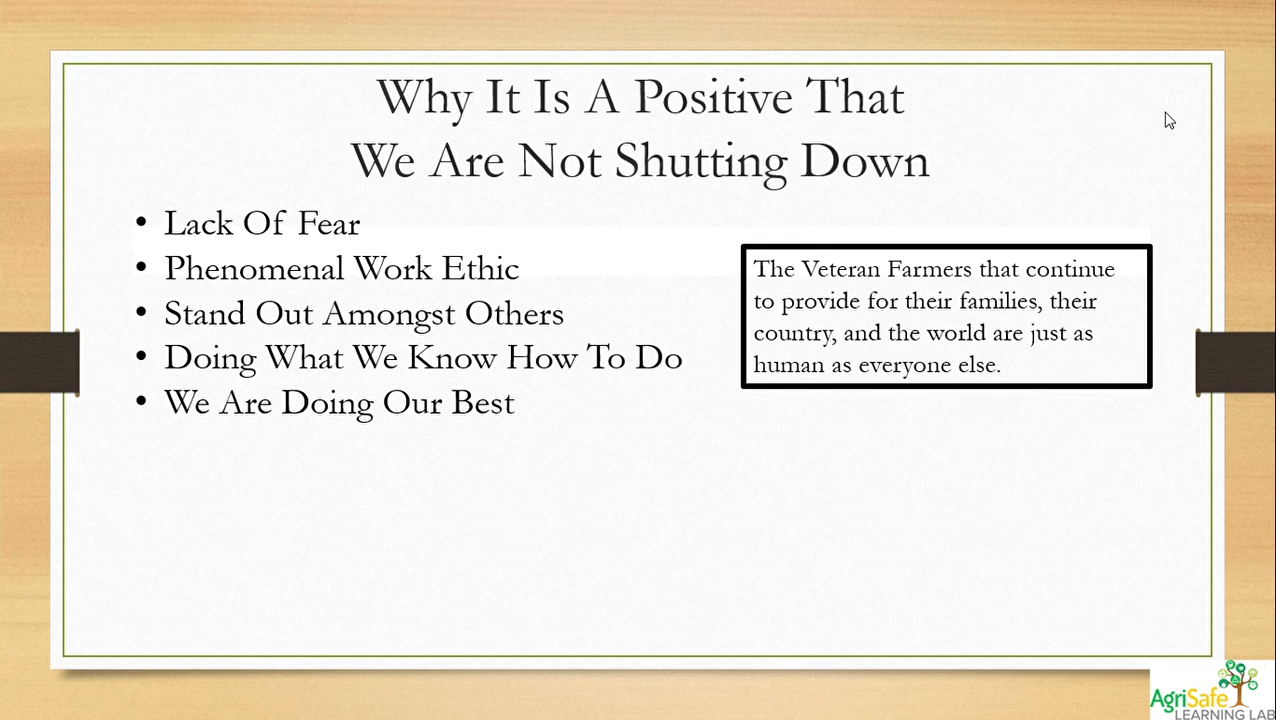 Why It Is A Positive That
We Are Not Shutting Down
• Lack Of Fear
• Phenomenal Work Ethic
• Stand Out Amongst Others
• Doing What We Know How To Do
• We Are Doing Our Best
The Veteran Farmers that continue
to provide for their families, their
country, and the world are just as
human as everyone else.
AgriSafe
LEARNING LAB